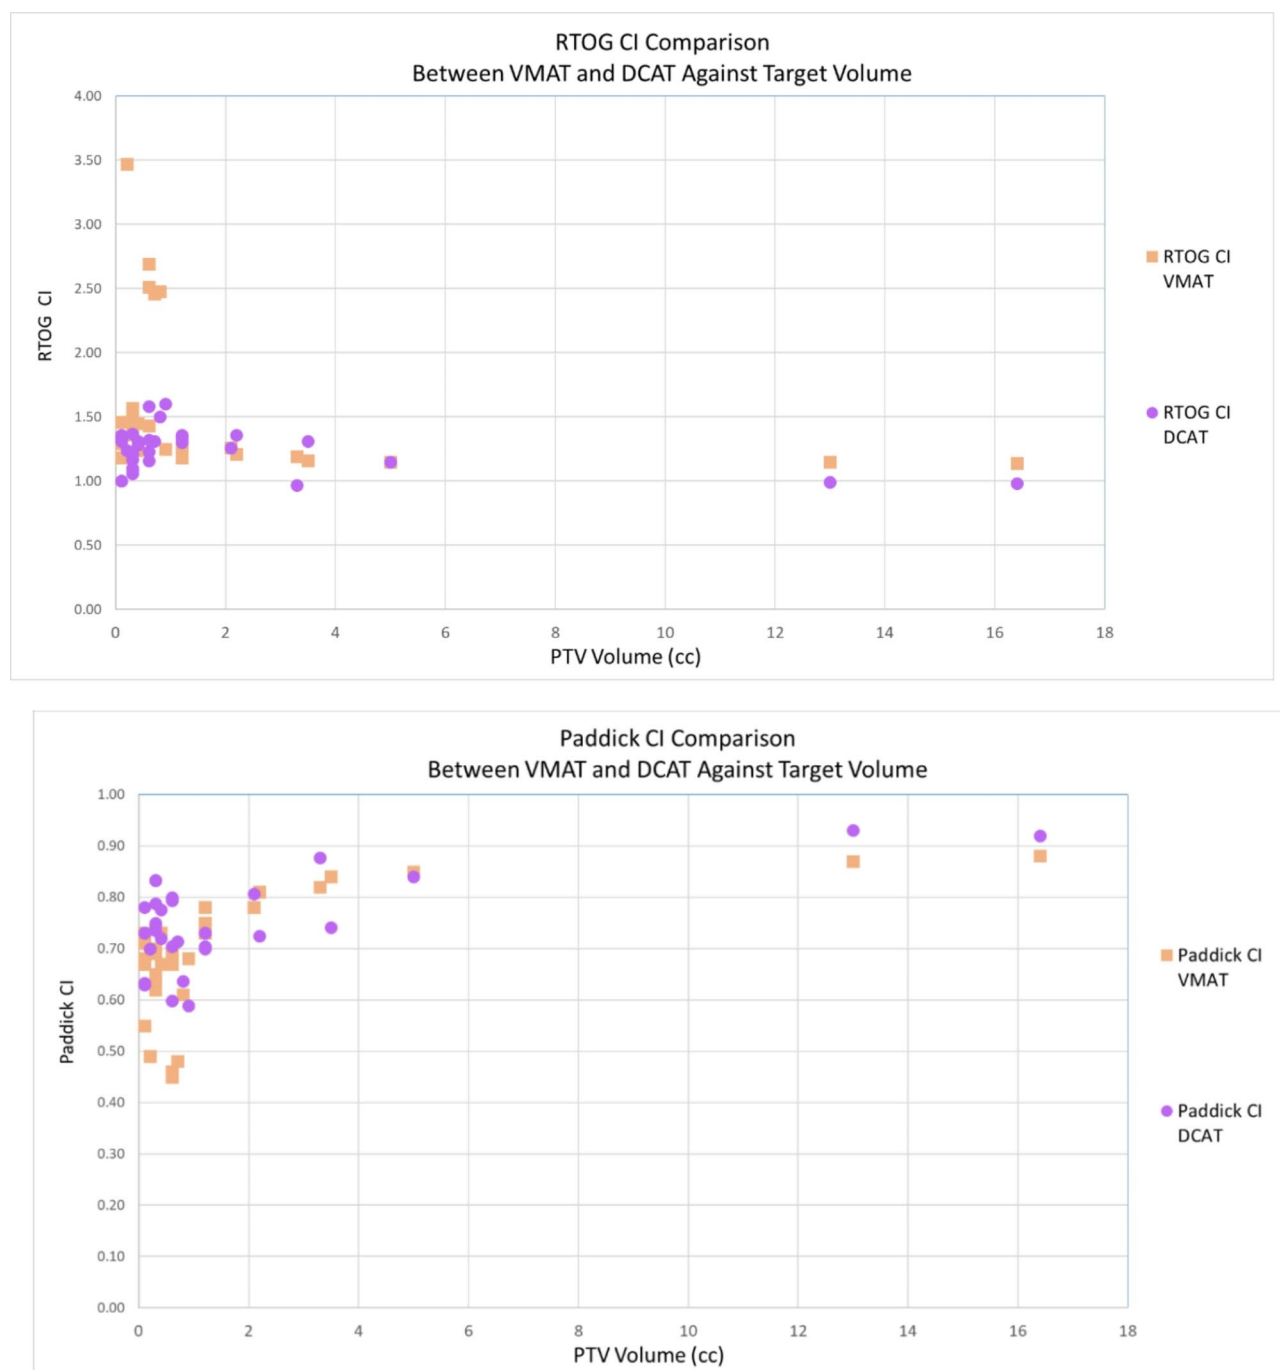 RTOG CI Comparison
Between VMAT and DCAT Against Target Volume
4.00
3.50
3.00
2.50
2.00
1.50
1.00
0.50
0.00
RTOG CI
0 2 4 6 8 10 12 14 16 18
PTV Volume (cc)
RTOG CI
VMAT
RTOG CI
DCAT
Paddick CI Comparison
Between VMAT and DCAT Against Target Volume
1.00
0.90
0.80
0.70
0.60
0.50
0.40
0.30
0.20
0.10
0.00
Paddick CI
0 2 4 6 8 10 12 14 16 18
PTV Volume (cc)
Paddick CI
VMAT
Paddick CI
DCAT